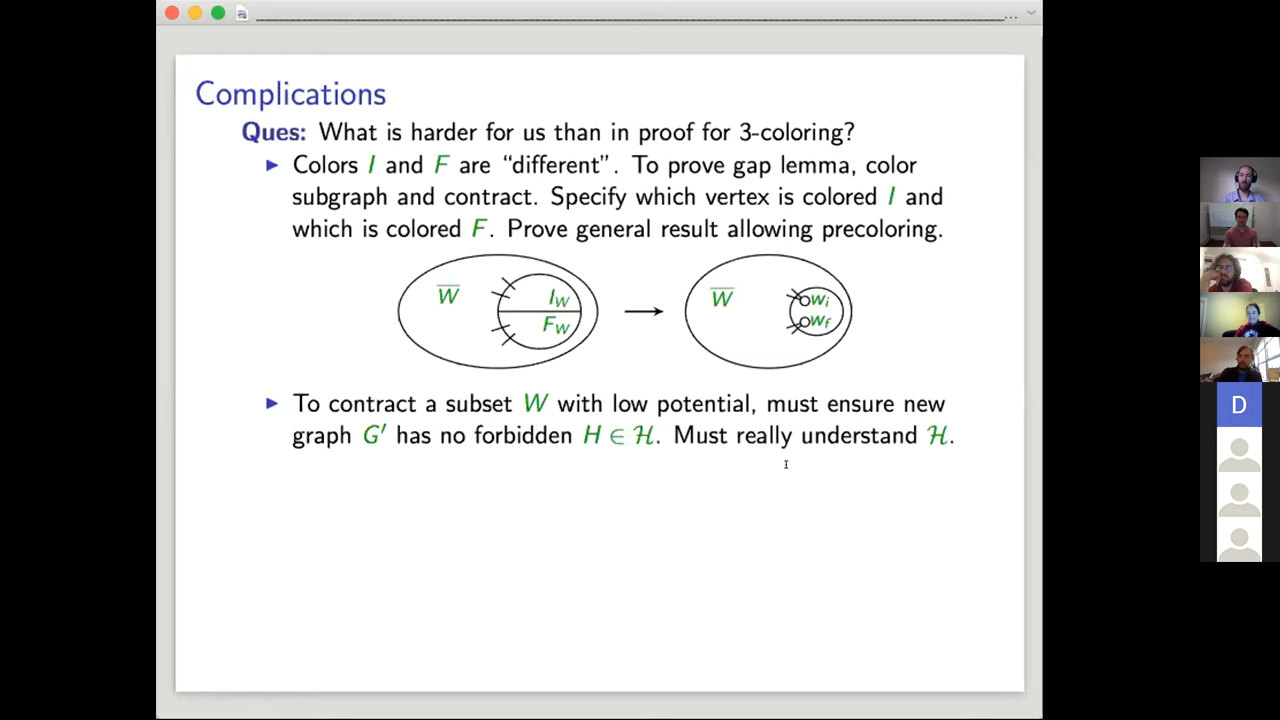 Complications
Ques: What is harder for us than in proof for 3-coloring?
▶ Colors I and F are “different”. To prove gap lemma, color
subgraph and contract. Specify which vertex is colored I and
which is colored F. Prove general result allowing precoloring.
W̅ I_W F_W → W̅ w_i w_f
▶ To contract a subset W with low potential, must ensure new
graph G′ has no forbidden H ∈ ℋ. Must really understand ℋ.
D